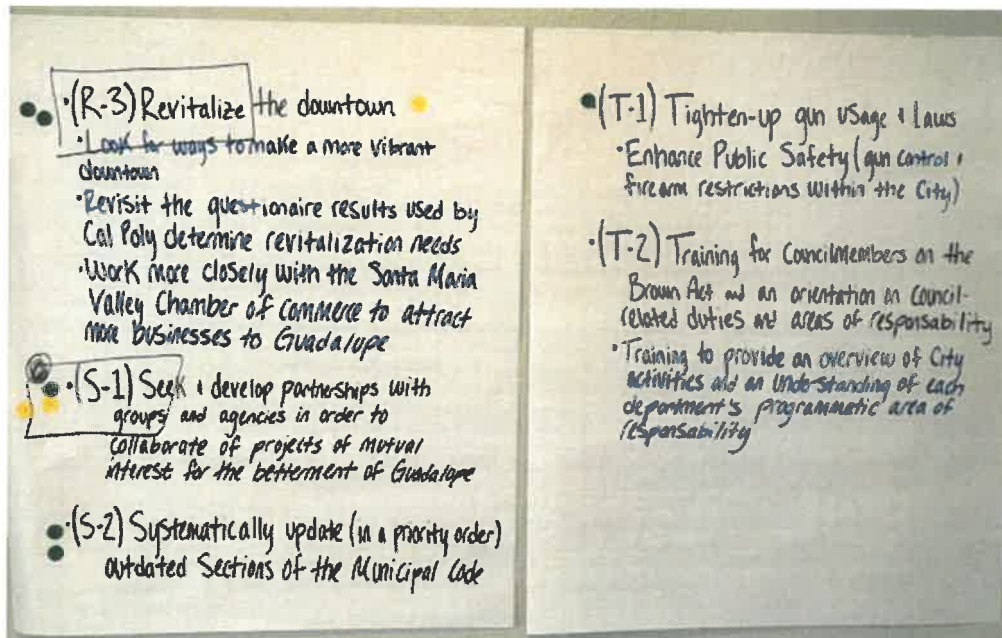 •(R-3) Revitalize the downtown
•Look for ways to make a more vibrant
downtown
•Revisit the questionaire results used by
Cal Poly determine revitalization needs
•Work more closely with the Santa Maria
Valley Chamber of Commerce to attract
more businesses to Guadalupe
•(S-1) Seek & develop partnerships with
groups and agencies in order to
collaborate of projects of mutual
interest for the betterment of Guadalupe
•(S-2) Systematically update (in a priority order)
outdated Sections of the Municipal Code
•(T-1) Tighten-up gun usage & Laws
•Enhance Public Safety (gun control &
firearm restrictions within the City)
•(T-2) Training for Councilmembers on the
Brown Act and an orientation on Council-
related duties and areas of responsability
•Training to provide an overview of City
activities and an understanding of each
department's programmatic area of
responsability